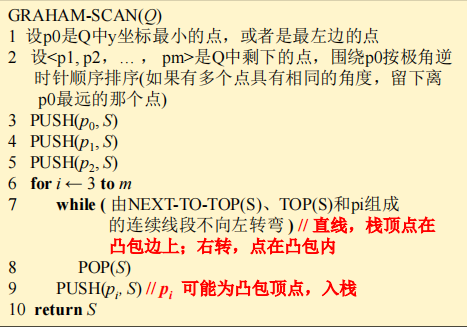 GRAHAM-SCAN(Q)
1 设p0是Q中y坐标最小的点，或者是最左边的点
2 设<p1, p2，… ， pm>是Q中剩下的点，围绕p0按极角逆
时针顺序排序(如果有多个点具有相同的角度，留下离
p0最远的那个点)
3 PUSH(p0, S)
4 PUSH(p1, S)
5 PUSH(p2, S)
6 for i ← 3 to m
7 while ( 由NEXT-TO-TOP(S)、TOP(S)和pi组成
的连续线段不向左转弯 ) // 直线，栈顶点在
凸包边上；右转，点在凸包内
8 POP(S)
9 PUSH(pi, S) // pi 可能为凸包顶点，入栈
10 return S